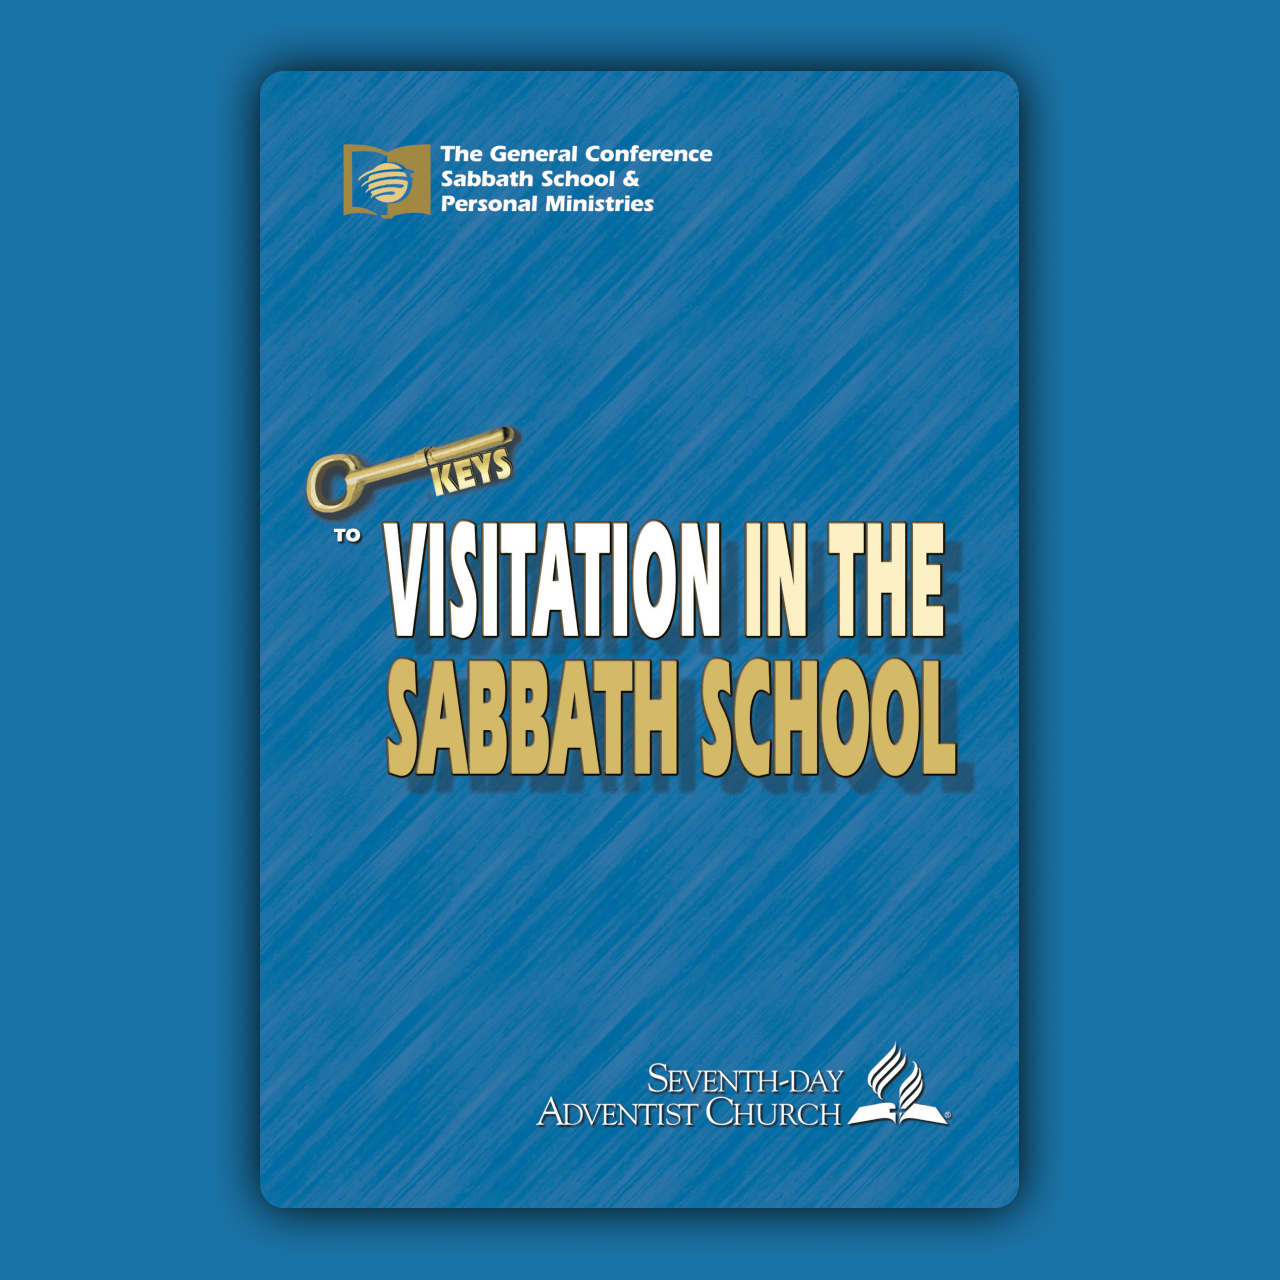 The General Conference
Sabbath School &
Personal Ministries
KEYS
TO
VISITATION IN THE
SABBATH SCHOOL
SEVENTH-DAY
ADVENTIST CHURCH ®